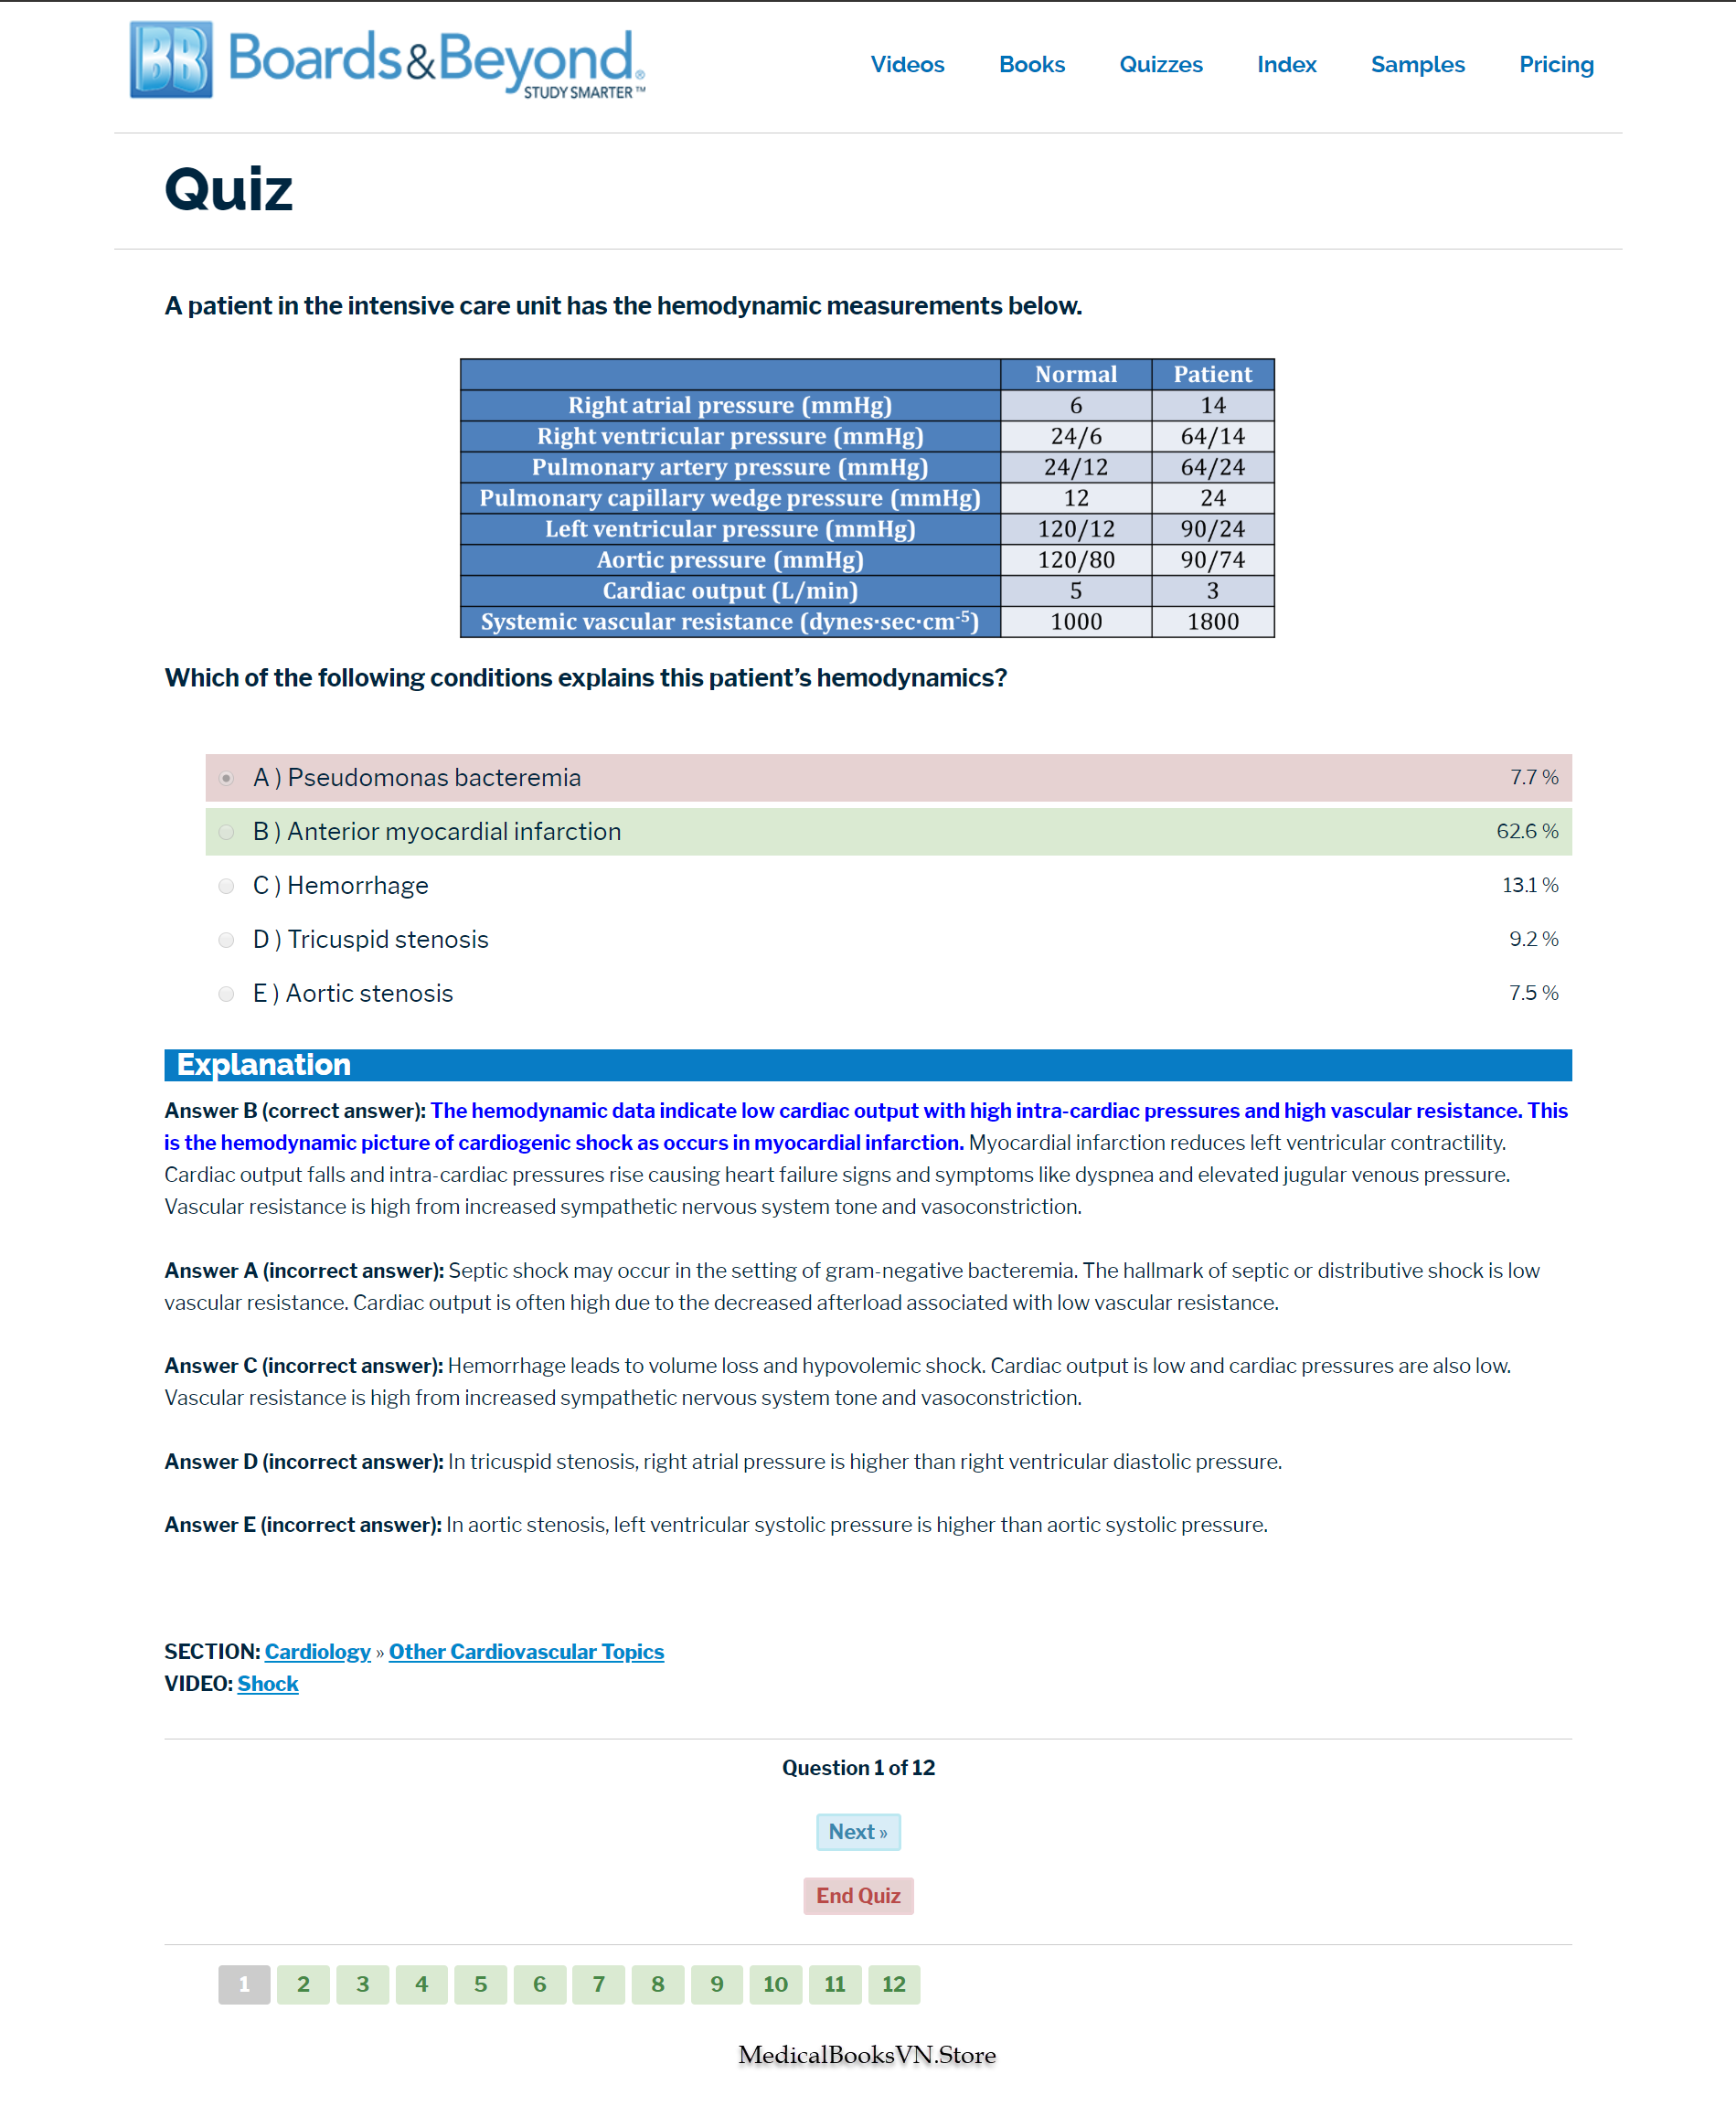 BB Boards&Beyond®
STUDY SMARTER™
Videos Books Quizzes Index Samples Pricing
Quiz
A patient in the intensive care unit has the hemodynamic measurements below.
Normal Patient
Right atrial pressure (mmHg) 6 14
Right ventricular pressure (mmHg) 24/6 64/14
Pulmonary artery pressure (mmHg) 24/12 64/24
Pulmonary capillary wedge pressure (mmHg) 12 24
Left ventricular pressure (mmHg) 120/12 90/24
Aortic pressure (mmHg) 120/80 90/74
Cardiac output (L/min) 5 3
Systemic vascular resistance (dynes·sec·cm⁻⁵) 1000 1800
Which of the following conditions explains this patient’s hemodynamics?
A ) Pseudomonas bacteremia 7.7 %
B ) Anterior myocardial infarction 62.6 %
C ) Hemorrhage 13.1 %
D ) Tricuspid stenosis 9.2 %
E ) Aortic stenosis 7.5 %
Explanation
Answer B (correct answer): The hemodynamic data indicate low cardiac output with high intra-cardiac pressures and high vascular resistance. This
is the hemodynamic picture of cardiogenic shock as occurs in myocardial infarction. Myocardial infarction reduces left ventricular contractility.
Cardiac output falls and intra-cardiac pressures rise causing heart failure signs and symptoms like dyspnea and elevated jugular venous pressure.
Vascular resistance is high from increased sympathetic nervous system tone and vasoconstriction.
Answer A (incorrect answer): Septic shock may occur in the setting of gram-negative bacteremia. The hallmark of septic or distributive shock is low
vascular resistance. Cardiac output is often high due to the decreased afterload associated with low vascular resistance.
Answer C (incorrect answer): Hemorrhage leads to volume loss and hypovolemic shock. Cardiac output is low and cardiac pressures are also low.
Vascular resistance is high from increased sympathetic nervous system tone and vasoconstriction.
Answer D (incorrect answer): In tricuspid stenosis, right atrial pressure is higher than right ventricular diastolic pressure.
Answer E (incorrect answer): In aortic stenosis, left ventricular systolic pressure is higher than aortic systolic pressure.
SECTION: Cardiology » Other Cardiovascular Topics
VIDEO: Shock
Question 1 of 12
Next »
End Quiz
1 2 3 4 5 6 7 8 9 10 11 12
MedicalBooksVN.Store